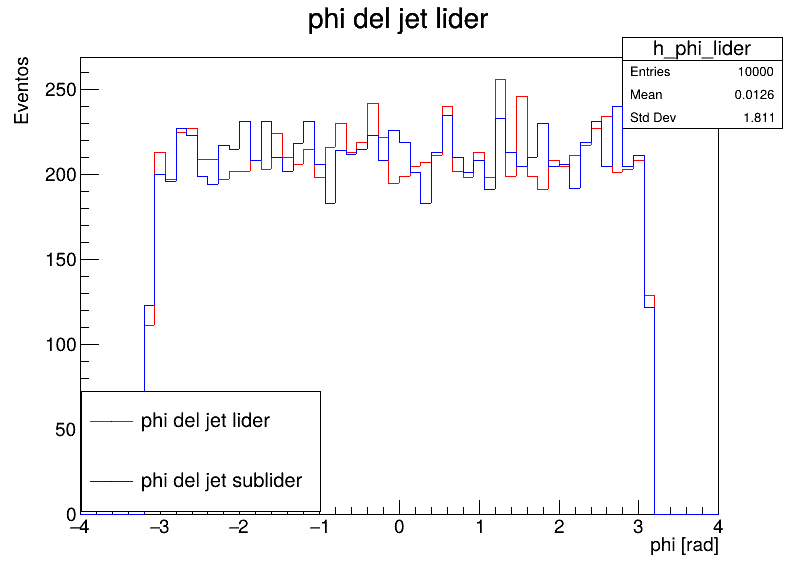 phi del jet lider
h_phi_lider
Entries 10000
Mean 0.0126
Std Dev 1.811
Eventos
250
200
150
100
50
0
phi del jet lider
phi del jet sublider
−4 −3 −2 −1 0 1 2 3 4
phi [rad]